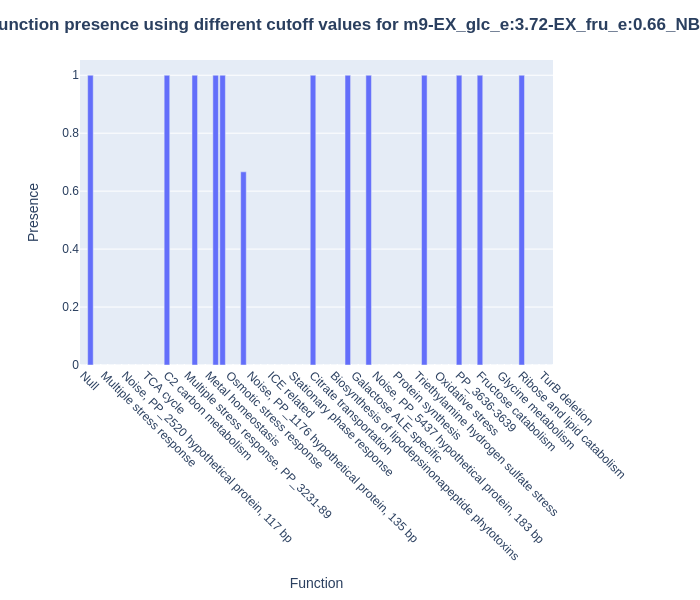 unction presence using different cutoff values for m9-EX_glc_e:3.72-EX_fru_e:0.66_NB
Presence
1
0.8
0.6
0.4
0.2
0
Null
Multiple stress response
Noise, PP_2520 hypothetical protein, 117 bp
TCA cycle
C2 carbon metabolism
Multiple stress response, PP_3231-89
Metal homeostasis
Osmotic stress response
Noise, PP_1176 hypothetical protein, 135 bp
ICE related
Stationary phase response
Citrate transportation
Biosynthesis of lipodepsinonapeptide phytotoxins
Galactose ALE specific
Noise, PP_5437 hypothetical protein, 183 bp
Protein synthesis
Triethylamine hydrogen sulfate stress
Oxidative stress
PP_3636-3639
Fructose catabolism
Glycine metabolism
Ribose and lipid catabolism
TurB deletion
Function